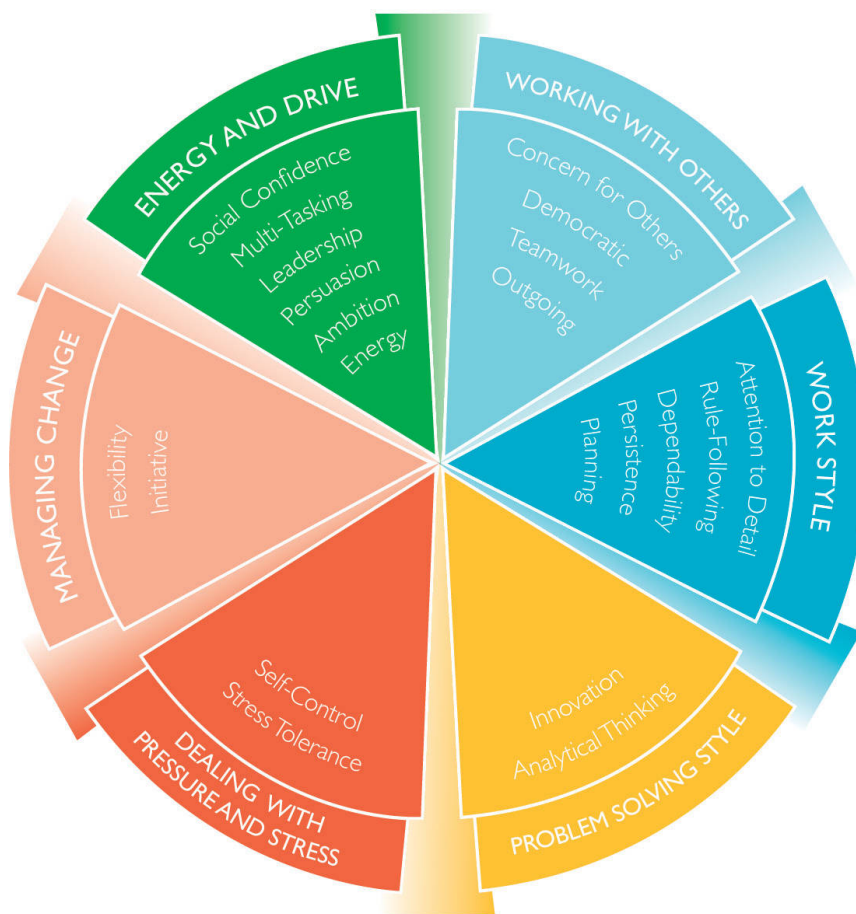 ENERGY AND DRIVE
Social Confidence
Multi-Tasking
Leadership
Persuasion
Ambition
Energy
WORKING WITH OTHERS
Concern for Others
Democratic
Teamwork
Outgoing
WORK STYLE
Attention to Detail
Rule-Following
Dependability
Persistence
Planning
PROBLEM SOLVING STYLE
Innovation
Analytical Thinking
DEALING WITH
PRESSURE AND STRESS
Self-Control
Stress Tolerance
MANAGING CHANGE
Flexibility
Initiative